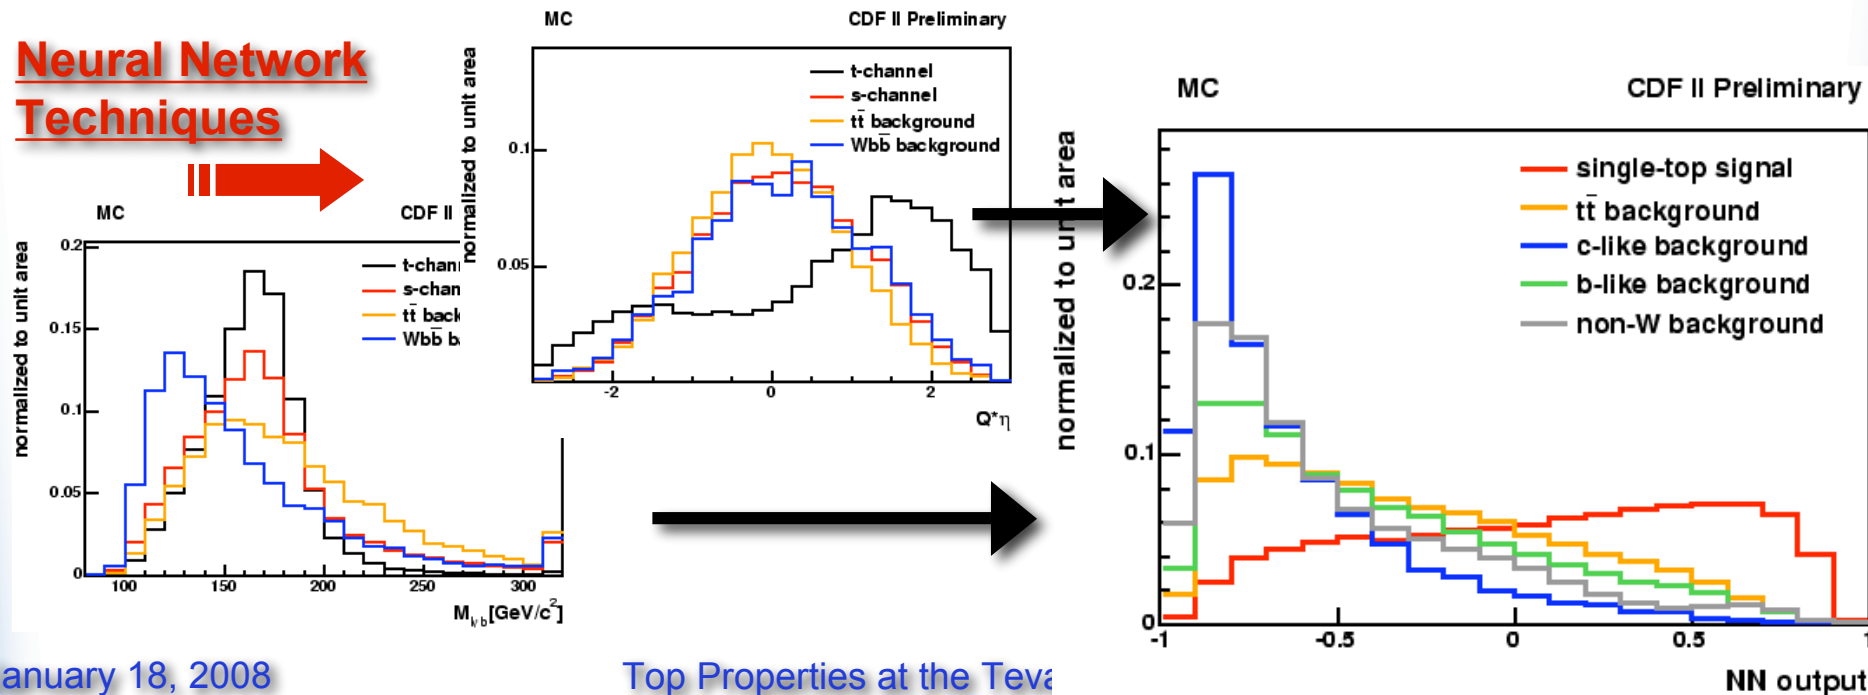 Neural Network
Techniques
MC CDF II
normalized to unit area
t-chan
s-chan
tt̄ back
Wbb̄ ba
0.2
0.15
0.1
0.05
0
100 150 200 250 300
M_lνb [GeV/c²]
MC CDF II Preliminary
normalized to unit area
t-channel
s-channel
tt̄ background
Wbb̄ background
0.1
0.05
-2 0 2
Q*η
MC CDF II Preliminary
normalized to unit area
single-top signal
tt̄ background
c-like background
b-like background
non-W background
0.2
0.1
0
-1 -0.5 0 0.5 1
NN output
anuary 18, 2008
Top Properties at the Teva